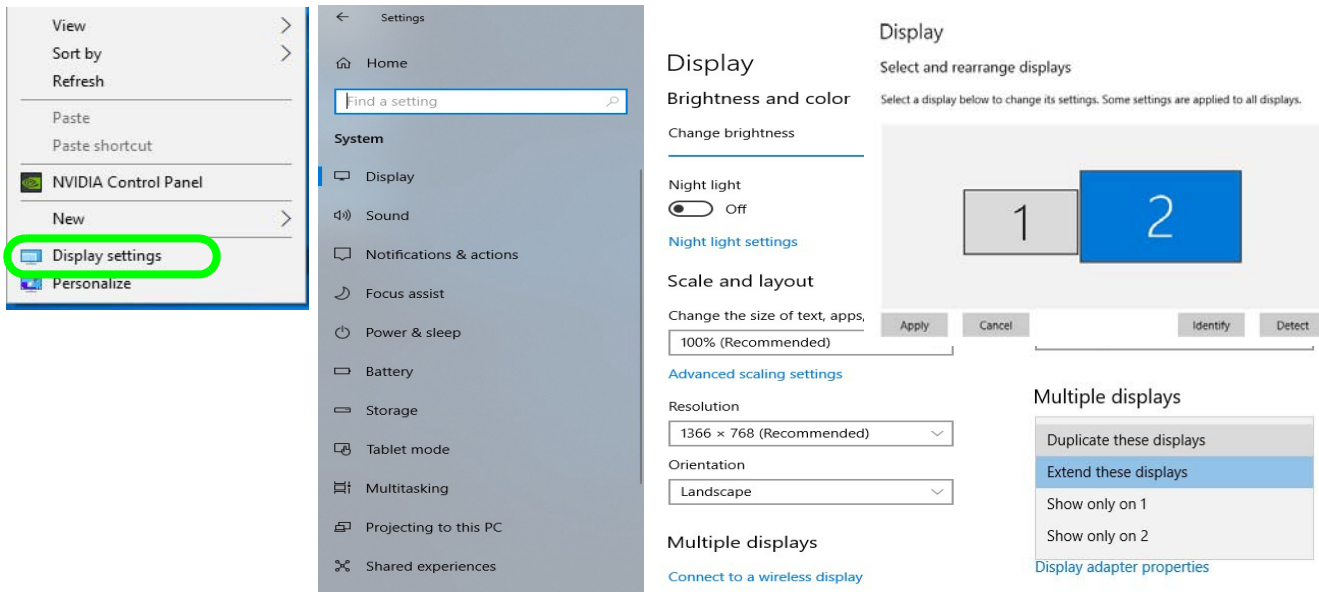 View
Sort by
Refresh
Paste
Paste shortcut
NVIDIA Control Panel
New
Display settings
Personalize
Settings
Home
Find a setting
System
Display
Sound
Notifications & actions
Focus assist
Power & sleep
Battery
Storage
Tablet mode
Multitasking
Projecting to this PC
Shared experiences
Display
Brightness and color
Change brightness
Night light
Off
Night light settings
Scale and layout
Change the size of text, apps,
100% (Recommended)
Advanced scaling settings
Resolution
1366 × 768 (Recommended)
Orientation
Landscape
Multiple displays
Connect to a wireless display
Display
Select and rearrange displays
Select a display below to change its settings. Some settings are applied to all displays.
1 2
Apply Cancel Identify Detect
Multiple displays
Duplicate these displays
Extend these displays
Show only on 1
Show only on 2
Display adapter properties